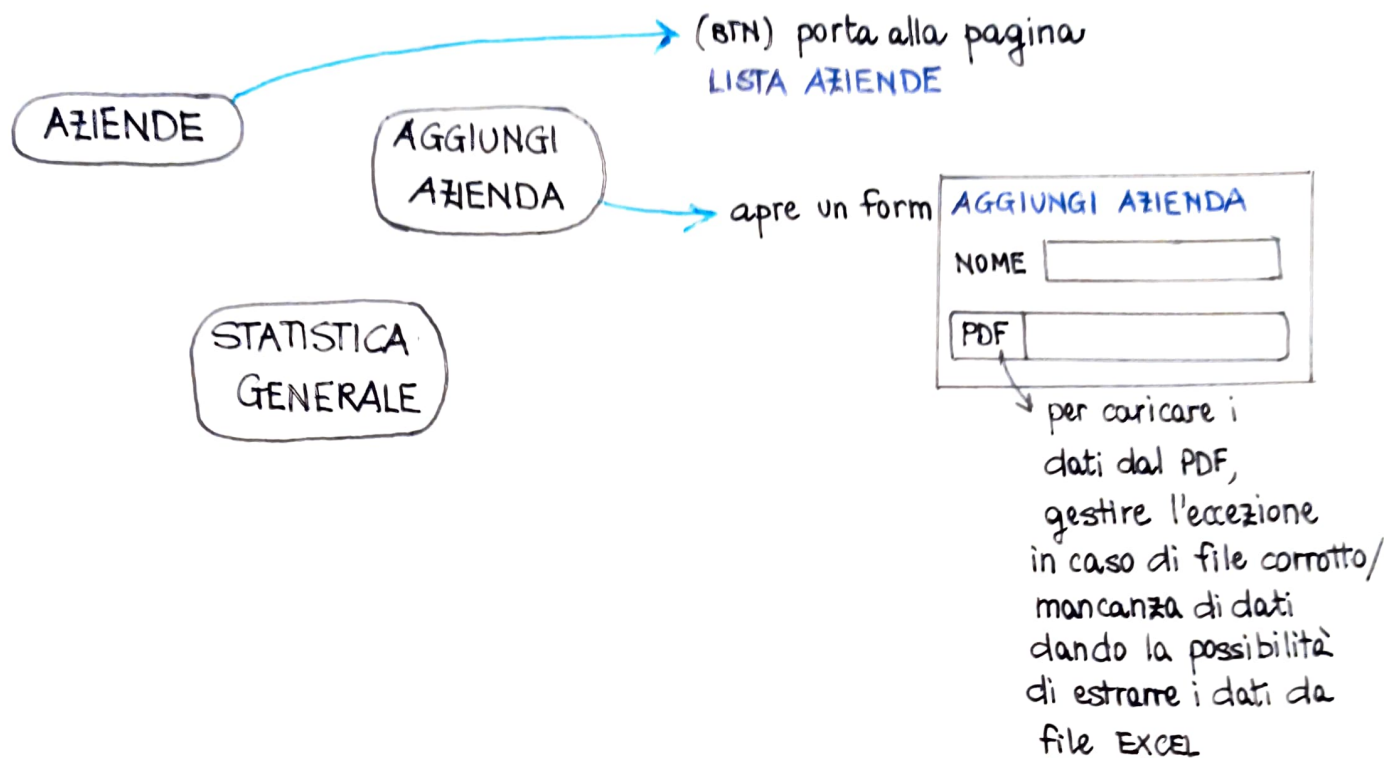 (BTN) porta alla pagina
LISTA AZIENDE
AZIENDE
AGGIUNGI
AZIENDA
apre un form
AGGIUNGI AZIENDA
NOME
PDF
STATISTICA
GENERALE
per caricare i
dati dal PDF,
gestire l'eccezione
in caso di file corrotto/
mancanza di dati
dando la possibilità
di estrarre i dati da
file EXCEL